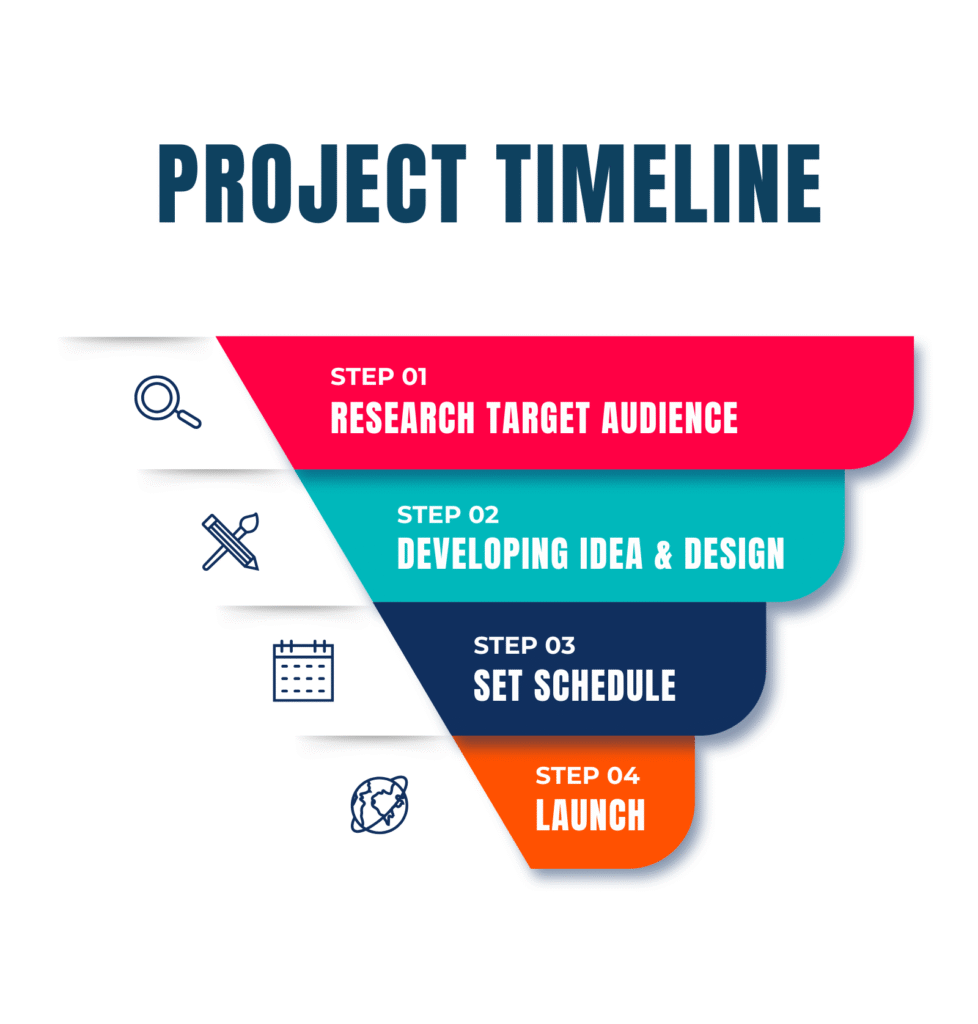 PROJECT TIMELINE
STEP 01
RESEARCH TARGET AUDIENCE
STEP 02
DEVELOPING IDEA & DESIGN
STEP 03
SET SCHEDULE
STEP 04
LAUNCH